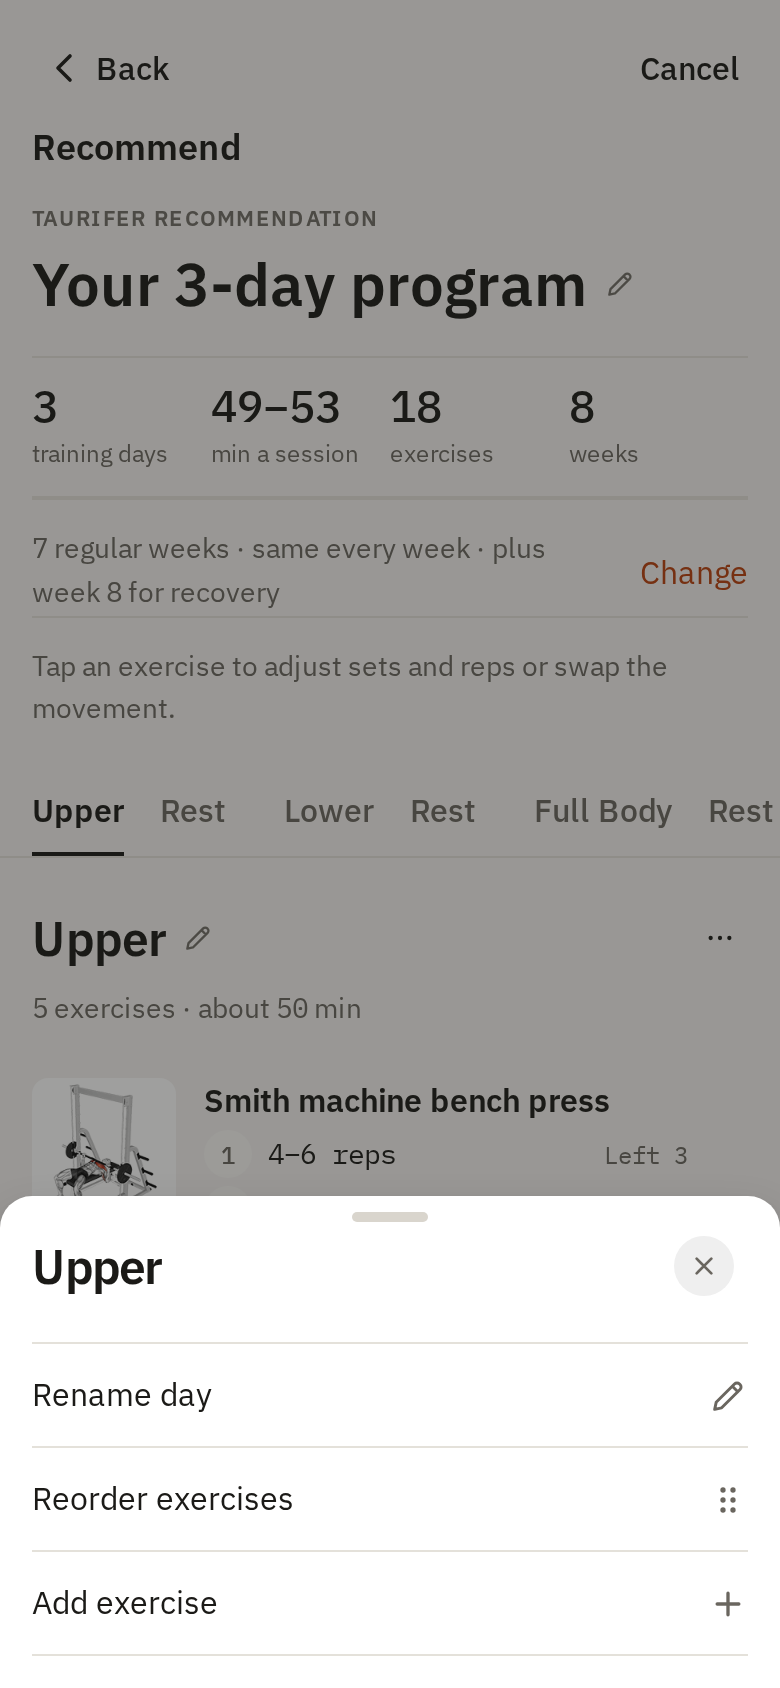 Back
Cancel
Recommend
TAURIFER RECOMMENDATION
Your 3-day program
3
training days
49–53
min a session
18
exercises
8
weeks
7 regular weeks · same every week · plus
week 8 for recovery
Change
Tap an exercise to adjust sets and reps or swap the
movement.
Upper Rest Lower Rest Full Body Rest
Upper
5 exercises · about 50 min
Smith machine bench press
1 4–6 reps Left 3
Upper
Rename day
Reorder exercises
Add exercise